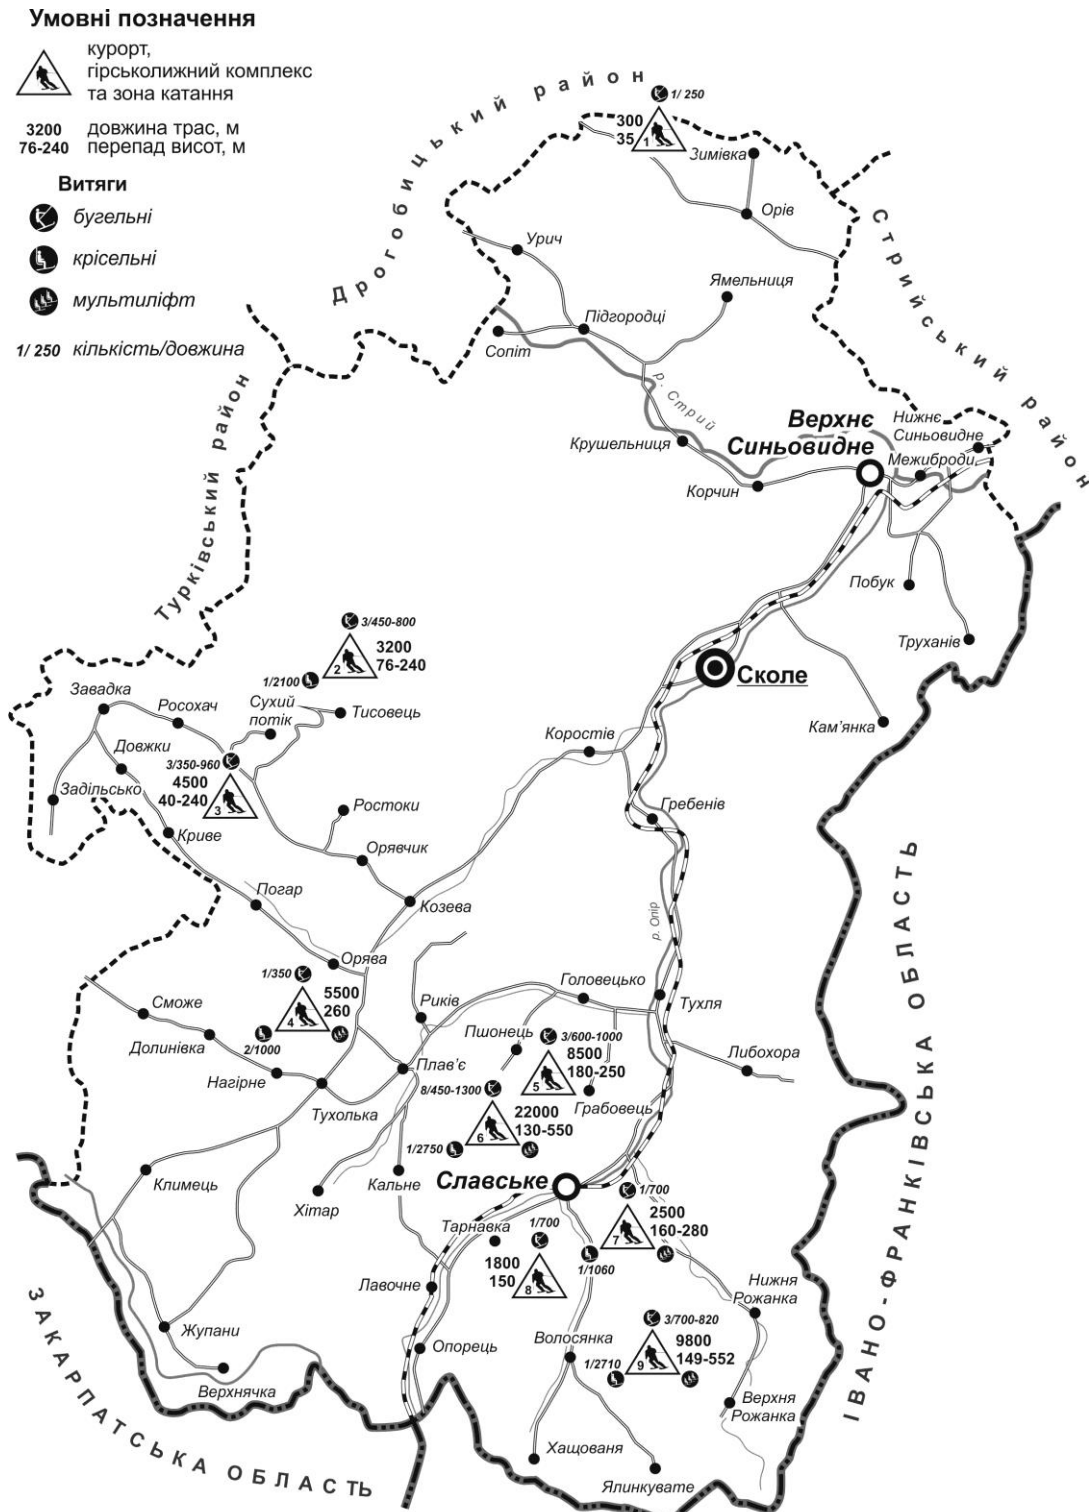 Умовні позначення
курорт,
гірськолижний комплекс
та зона катання
3200 довжина трас, м
76-240 перепад висот, м
Витяги
бугельні
крісельні
мультиліфт
1/ 250 кількість/довжина
Дрогобицький район
Стрийський район
Турківський район
ІВАНО-ФРАНКІВСЬКА ОБЛАСТЬ
ЗАКАРПАТСЬКА ОБЛАСТЬ
1/ 250
300
35
1
Зимівка
Орів
Урич
Ямельниця
Підгородці
Сопіт
р. Стрий
Крушельниця
Верхнє
Синьовидне
Нижнє
Синьовидне
Межиброди
Корчин
Побук
Труханів
3/450-800
3200
76-240
2
1/2100
Сколе
Завадка
Росохач
Сухий
потік
Тисовець
Кам'янка
Коростів
Довжки
3/350-960
4500
40-240
3
Задільсько
Ростоки
Гребенів
Криве
Орявчик
Погар
Козева
р. Опір
Орява
1/350
5500
260
4
2/1000
Сможе
Долинівка
Нагірне
Риків
Головецько
Тухля
Пшонець
3/600-1000
8500
180-250
5
Либохора
Плав'є
Тухолька
8/450-1300
22000
130-550
6
1/2750
Грабовець
Климець
Хітар
Кальне
Славське
1/700
2500
160-280
7
1/1060
Тарнавка
1/700
1800
150
8
Лавочне
Нижня
Рожанка
Жупани
Опорець
Волосянка
3/700-820
9800
149-552
9
1/2710
Верхнячка
Верхня
Рожанка
Хащованя
Ялинкувате